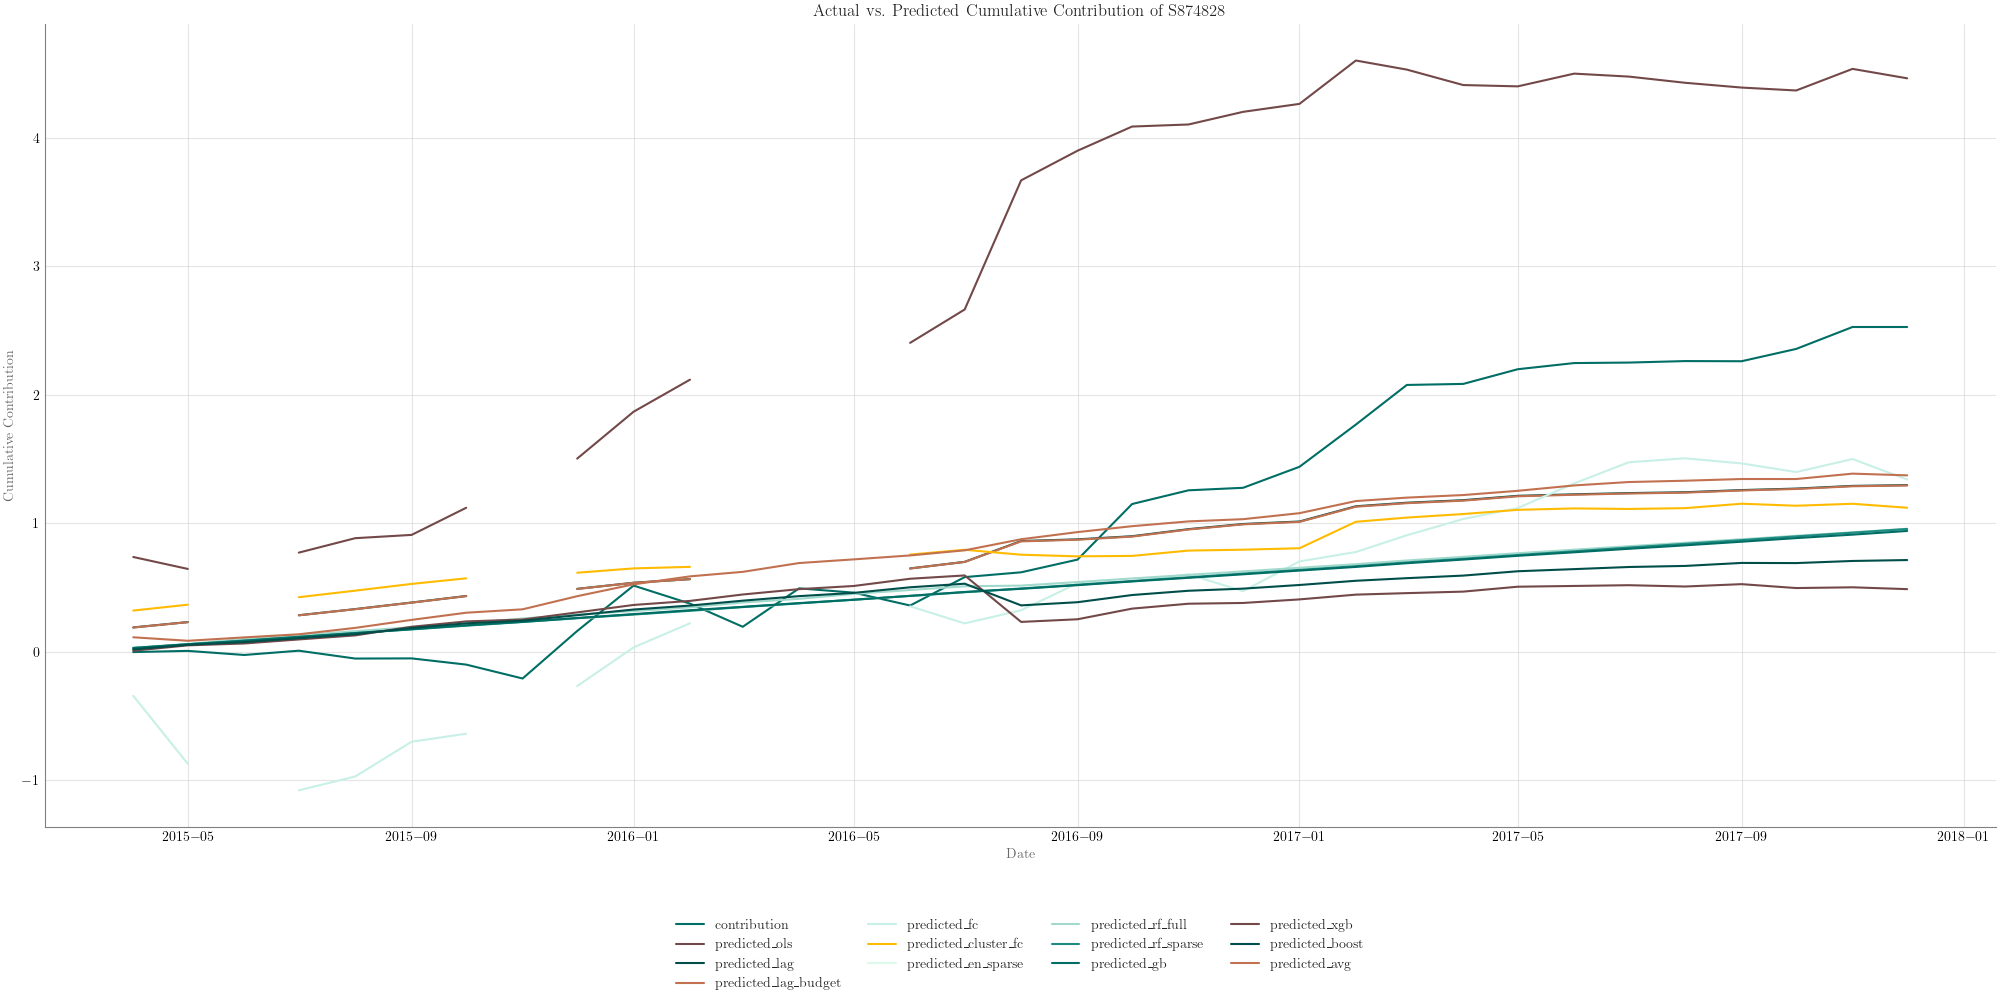 Actual vs. Predicted Cumulative Contribution of S874828
Cumulative Contribution
4
3
2
1
0
−1
2015−05 2015−09 2016−01 2016−05 2016−09 2017−01 2017−05 2017−09 2018−01
Date
contribution predicted_fc predicted_rf_full predicted_xgb
predicted_ols predicted_cluster_fc predicted_rf_sparse predicted_boost
predicted_lag predicted_en_sparse predicted_gb predicted_avg
predicted_lag_budget